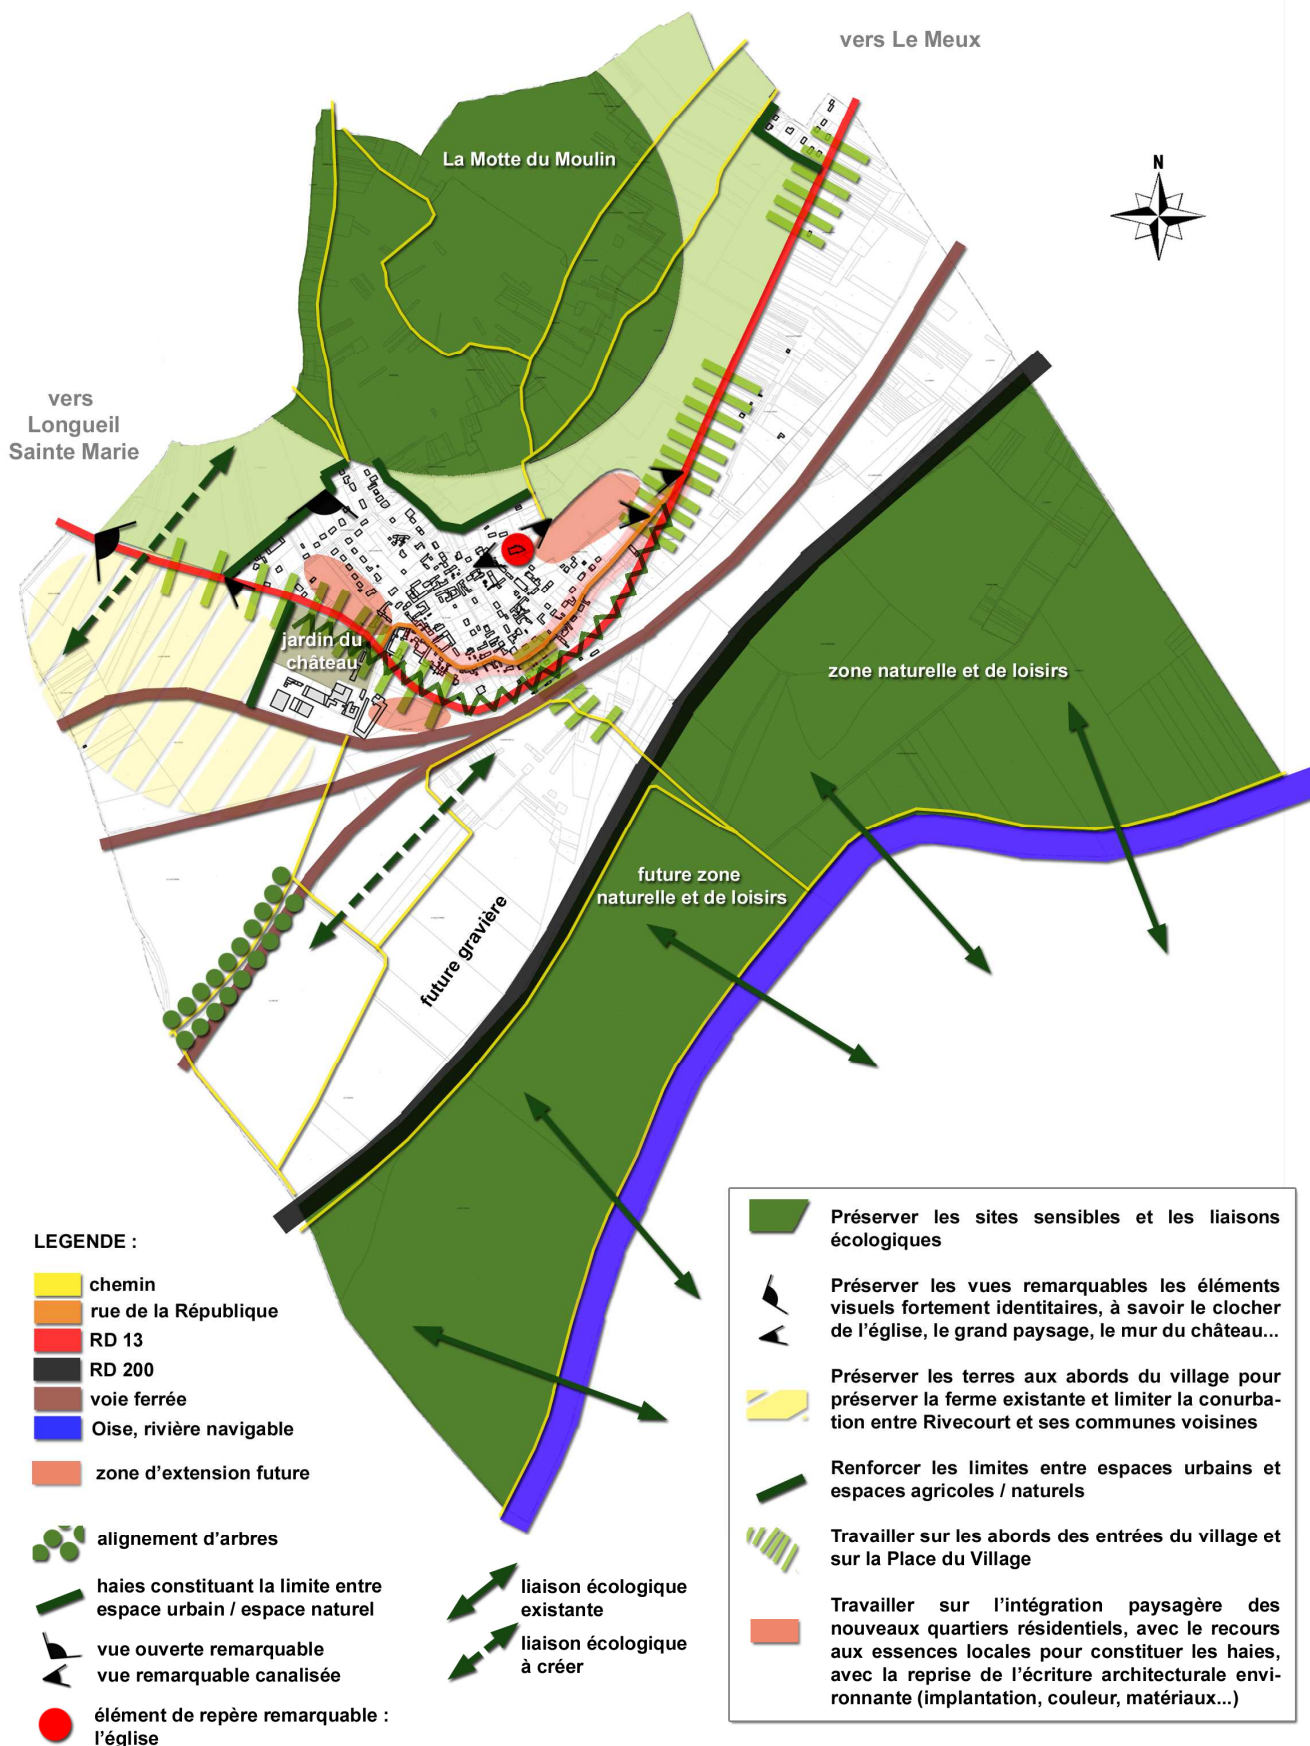 vers Le Meux
N
La Motte du Moulin
vers
Longueil
Sainte Marie
jardin du
château
zone naturelle et de loisirs
future zone
naturelle et de loisirs
future gravière
LEGENDE :
chemin
rue de la République
RD 13
RD 200
voie ferrée
Oise, rivière navigable
zone d'extension future
alignement d'arbres
haies constituant la limite entre
espace urbain / espace naturel
vue ouverte remarquable
vue remarquable canalisée
élément de repère remarquable :
l'église
liaison écologique
existante
liaison écologique
à créer
Préserver les sites sensibles et les liaisons
écologiques
Préserver les vues remarquables les éléments
visuels fortement identitaires, à savoir le clocher
de l'église, le grand paysage, le mur du château...
Préserver les terres aux abords du village pour
préserver la ferme existante et limiter la conurba-
tion entre Rivecourt et ses communes voisines
Renforcer les limites entre espaces urbains et
espaces agricoles / naturels
Travailler sur les abords des entrées du village et
sur la Place du Village
Travailler sur l'intégration paysagère des
nouveaux quartiers résidentiels, avec le recours
aux essences locales pour constituer les haies,
avec la reprise de l'écriture architecturale envi-
ronnante (implantation, couleur, matériaux...)